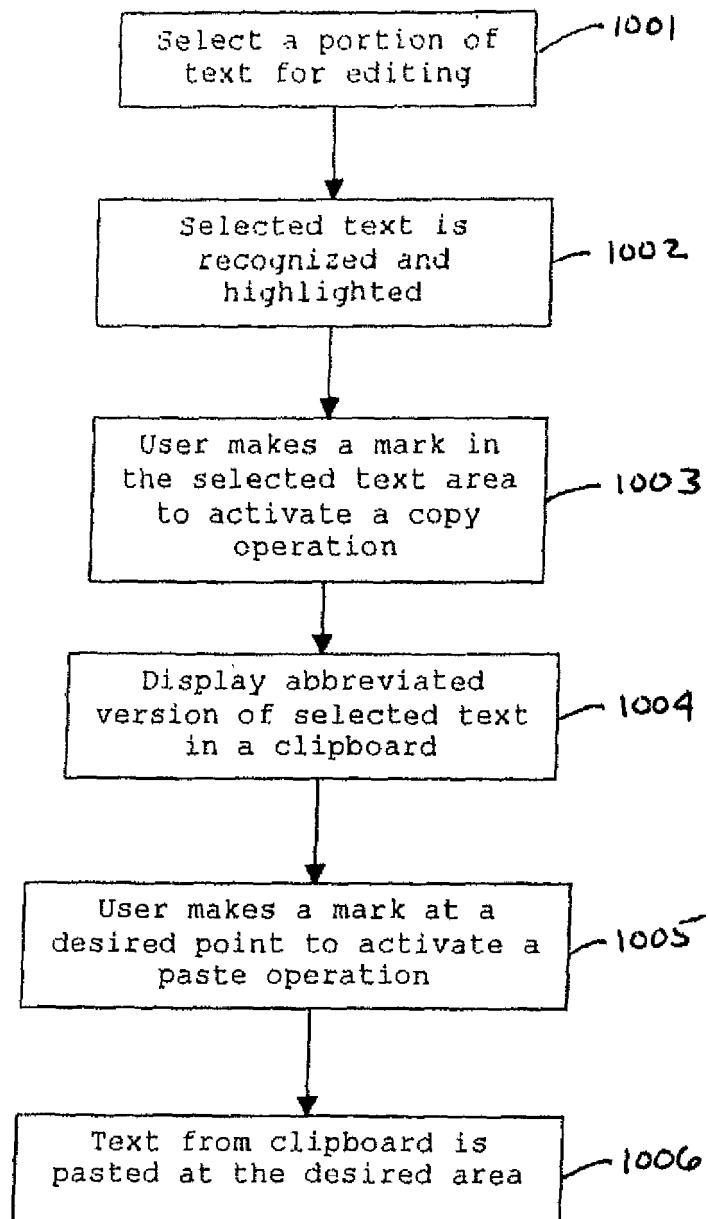 Select a portion of
text for editing
1001
Selected text is
recognized and
highlighted
1002
User makes a mark in
the selected text area
to activate a copy
operation
1003
Display abbreviated
version of selected text
in a clipboard
1004
User makes a mark at a
desired point to activate a
paste operation
1005
Text from clipboard is
pasted at the desired area
1006